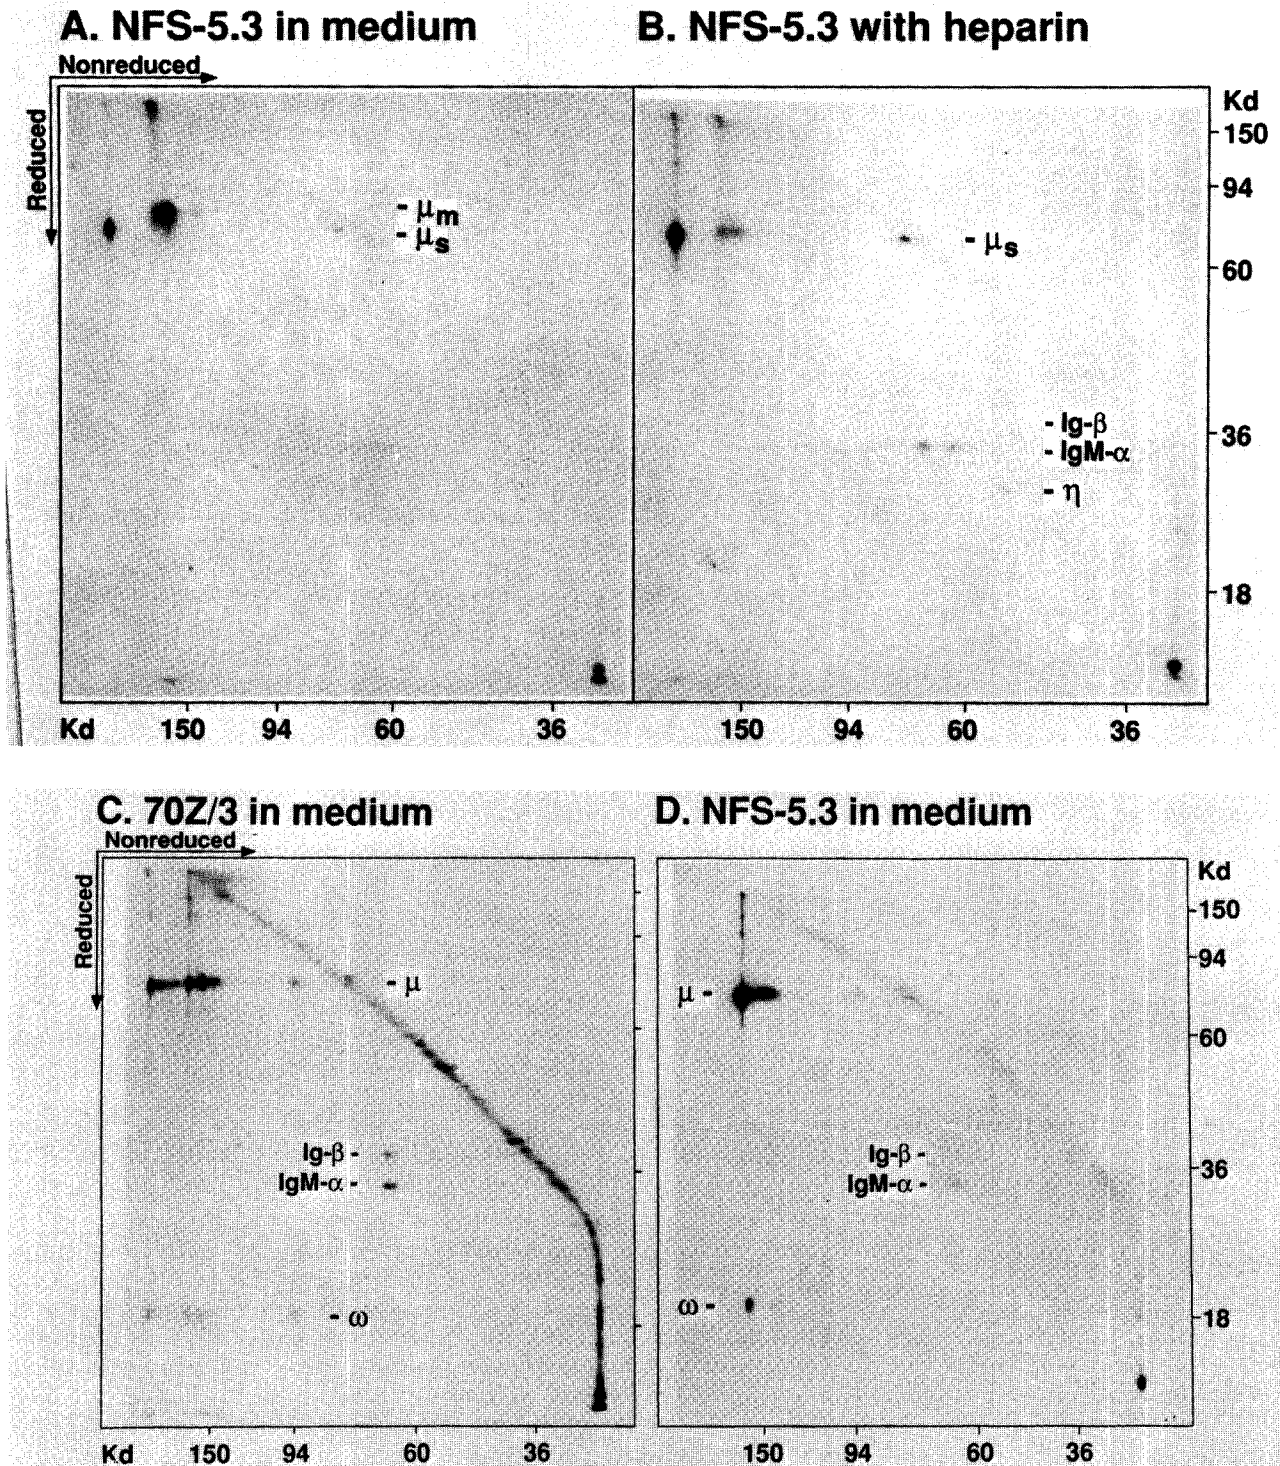 A. NFS-5.3 in medium
B. NFS-5.3 with heparin
Nonreduced
Reduced
Kd
150
94
60
36
18
- μm
- μs
- μs
- Ig-β
- IgM-α
- η
Kd 150 94 60 36
150 94 60 36
C. 70Z/3 in medium
D. NFS-5.3 in medium
Nonreduced
Reduced
Kd
150
94
60
36
18
- μ
μ -
Ig-β -
IgM-α -
Ig-β -
IgM-α -
- ω
ω -
Kd 150 94 60 36
150 94 60 36